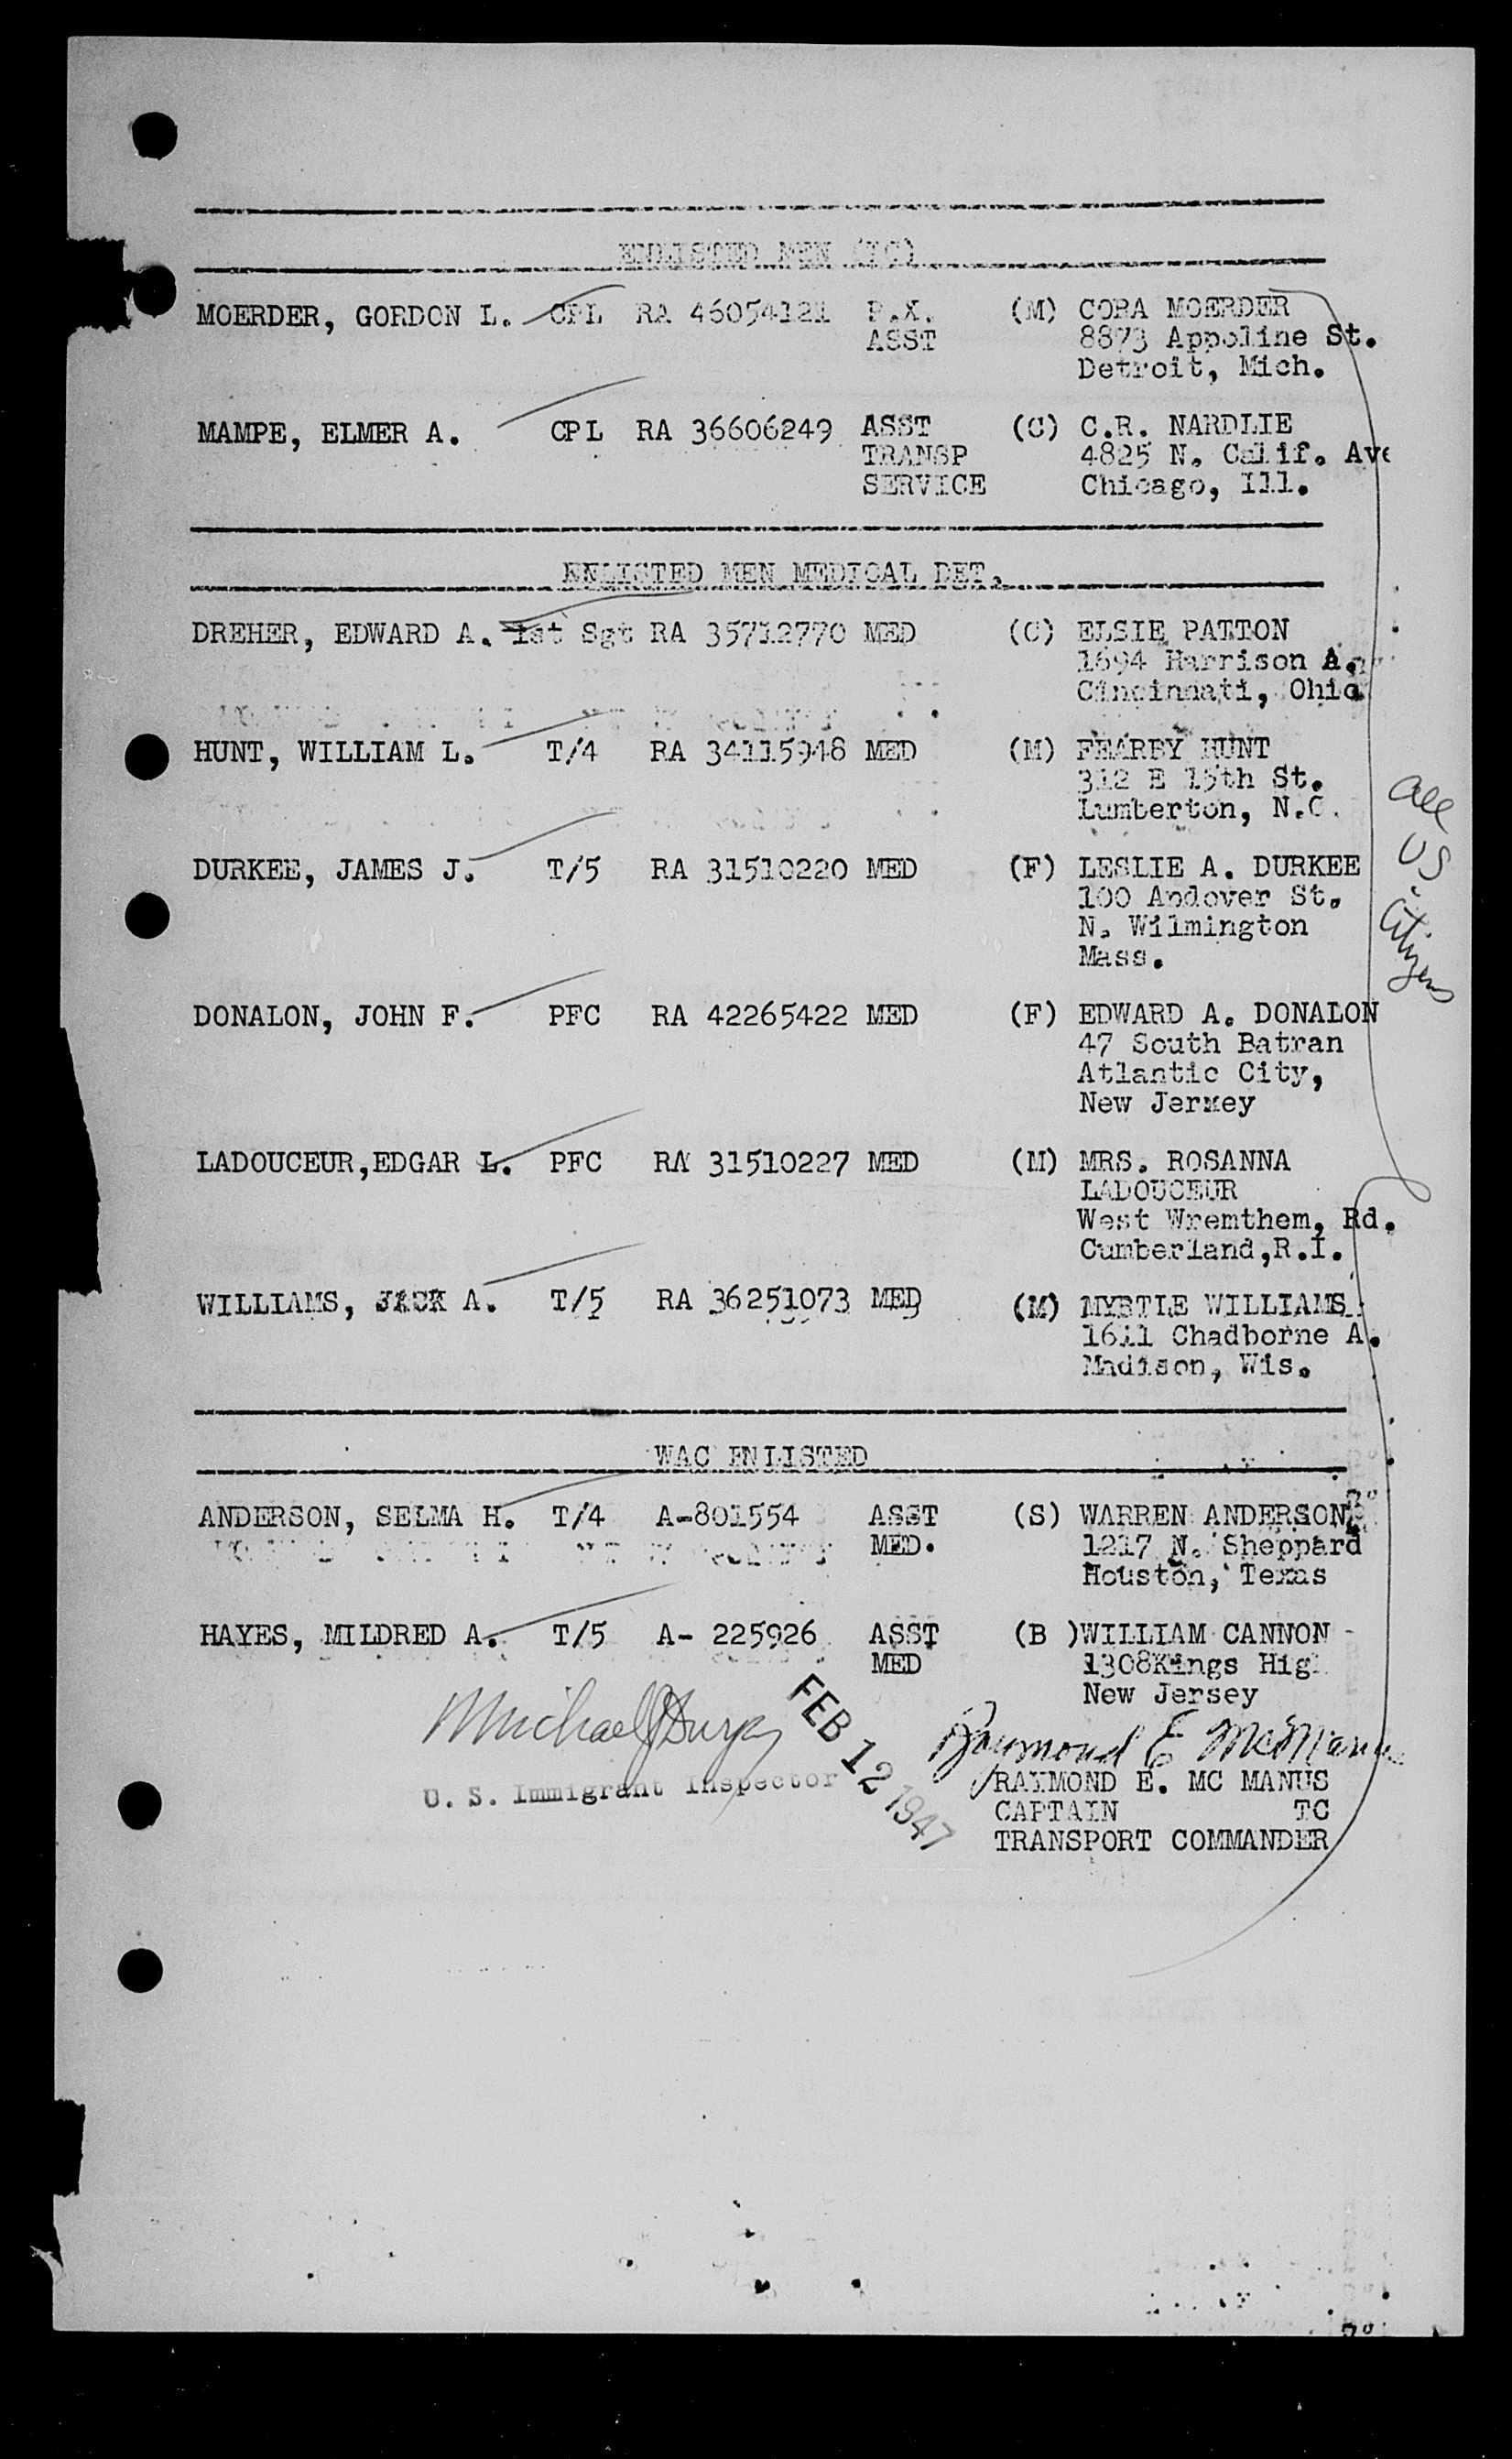 ENLISTED MEN (TC)
MOERDER, GORDON L. CPL RA 46054121 P.X. (M) CORA MOERDER
ASST 8873 Appoline St.
Detroit, Mich.
MAMPE, ELMER A. CPL RA 36606249 ASST (C) C.R. NARDLIE
TRANSP 4825 N. Calif. Ave
SERVICE Chicago, Ill.
ENLISTED MEN MEDICAL DET.
DREHER, EDWARD A. 1st Sgt RA 35712770 MED (C) ELSIE PATTON
1694 Harrison A.
Cincinnati, Ohio
HUNT, WILLIAM L. T/4 RA 34115948 MED (M) FEARBY HUNT
312 E 15th St.
Lumberton, N.C.
DURKEE, JAMES J. T/5 RA 31510220 MED (F) LESLIE A. DURKEE
100 Andover St.
N. Wilmington
Mass.
DONALON, JOHN F. PFC RA 42265422 MED (F) EDWARD A. DONALON
47 South Batran
Atlantic City,
New Jersey
LADOUCEUR,EDGAR L. PFC RA 31510227 MED (M) MRS. ROSANNA
LADOUCEUR
West Wremthem, Rd.
Cumberland,R.I.
WILLIAMS, JACK A. T/5 RA 36251073 MED (M) MYRTLE WILLIAMS
1611 Chadborne A.
Madison, Wis.
all
US
Citizens
WAC ENLISTED
ANDERSON, SELMA H. T/4 A-801554 ASST (S) WARREN ANDERSON
MED. 1217 N. Sheppard
Houston, Texas
HAYES, MILDRED A. T/5 A- 225926 ASST (B )WILLIAM CANNON
MED 1308Kings Hig
New Jersey
FEB 12 1947
Raymond E McManus
U. S. Immigrant Inspector
RAYMOND E. MC MANUS
CAPTAIN TC
TRANSPORT COMMANDER